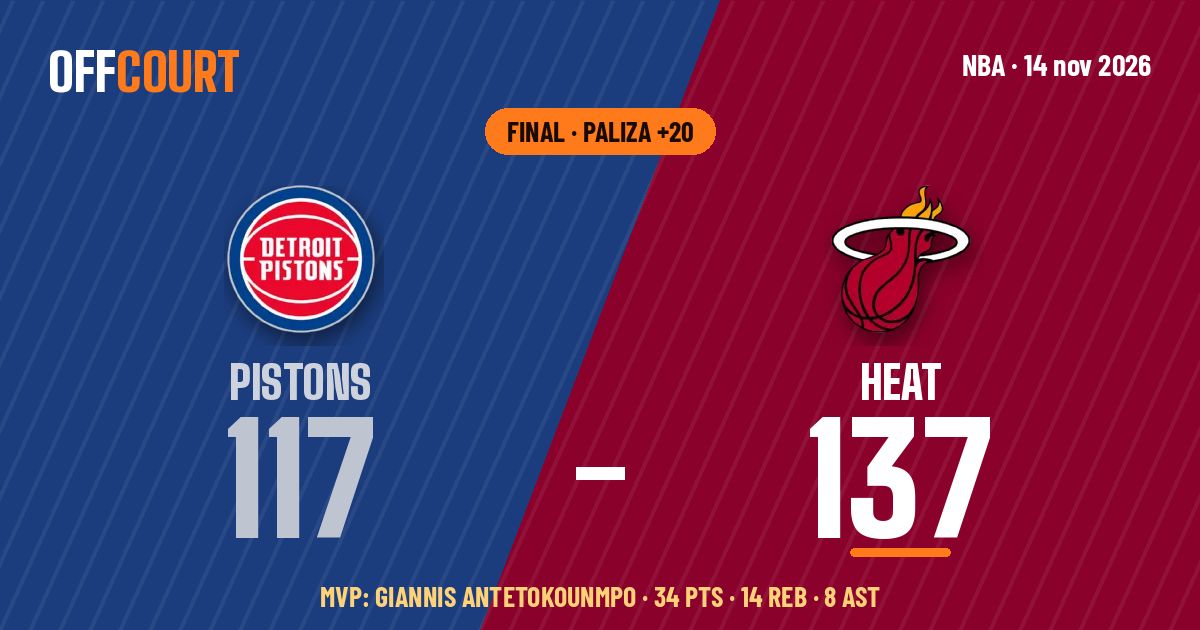 OFFCOURT
NBA · 14 nov 2026
FINAL · PALIZA +20
DETROIT
PISTONS
PISTONS
117
–
HEAT
137
MVP: GIANNIS ANTETOKOUNMPO · 34 PTS · 14 REB · 8 AST